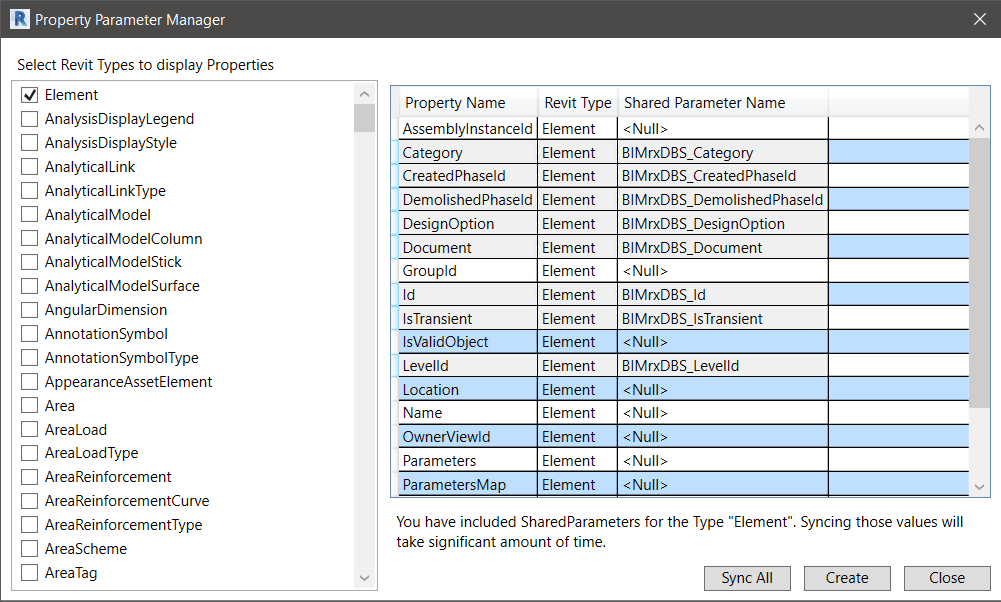 Property Parameter Manager
Select Revit Types to display Properties
Element
AnalysisDisplayLegend
AnalysisDisplayStyle
AnalyticalLink
AnalyticalLinkType
AnalyticalModel
AnalyticalModelColumn
AnalyticalModelStick
AnalyticalModelSurface
AngularDimension
AnnotationSymbol
AnnotationSymbolType
AppearanceAssetElement
Area
AreaLoad
AreaLoadType
AreaReinforcement
AreaReinforcementCurve
AreaReinforcementType
AreaScheme
AreaTag
Property Name Revit Type Shared Parameter Name
AssemblyInstanceId Element <Null>
Category Element BIMrxDBS_Category
CreatedPhaseId Element BIMrxDBS_CreatedPhaseId
DemolishedPhaseId Element BIMrxDBS_DemolishedPhaseId
DesignOption Element BIMrxDBS_DesignOption
Document Element BIMrxDBS_Document
GroupId Element <Null>
Id Element BIMrxDBS_Id
IsTransient Element BIMrxDBS_IsTransient
IsValidObject Element <Null>
LevelId Element BIMrxDBS_LevelId
Location Element <Null>
Name Element <Null>
OwnerViewId Element <Null>
Parameters Element <Null>
ParametersMap Element <Null>
You have included SharedParameters for the Type "Element". Syncing those values will
take significant amount of time.
Sync All Create Close